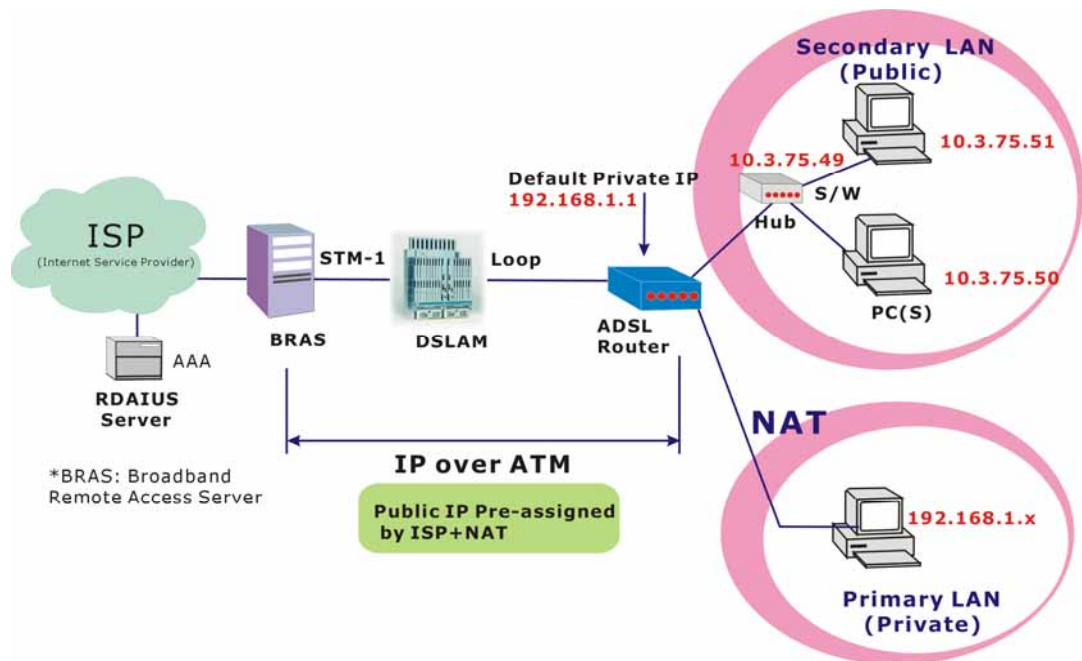 Secondary LAN
(Public)
10.3.75.51
10.3.75.49
S/W
Hub
10.3.75.50
PC(S)
Default Private IP
192.168.1.1
ISP
(Internet Service Provider)
STM-1
Loop
BRAS
DSLAM
ADSL
Router
AAA
RDAIUS
Server
*BRAS: Broadband
Remote Access Server
IP over ATM
Public IP Pre-assigned
by ISP+NAT
NAT
192.168.1.x
Primary LAN
(Private)